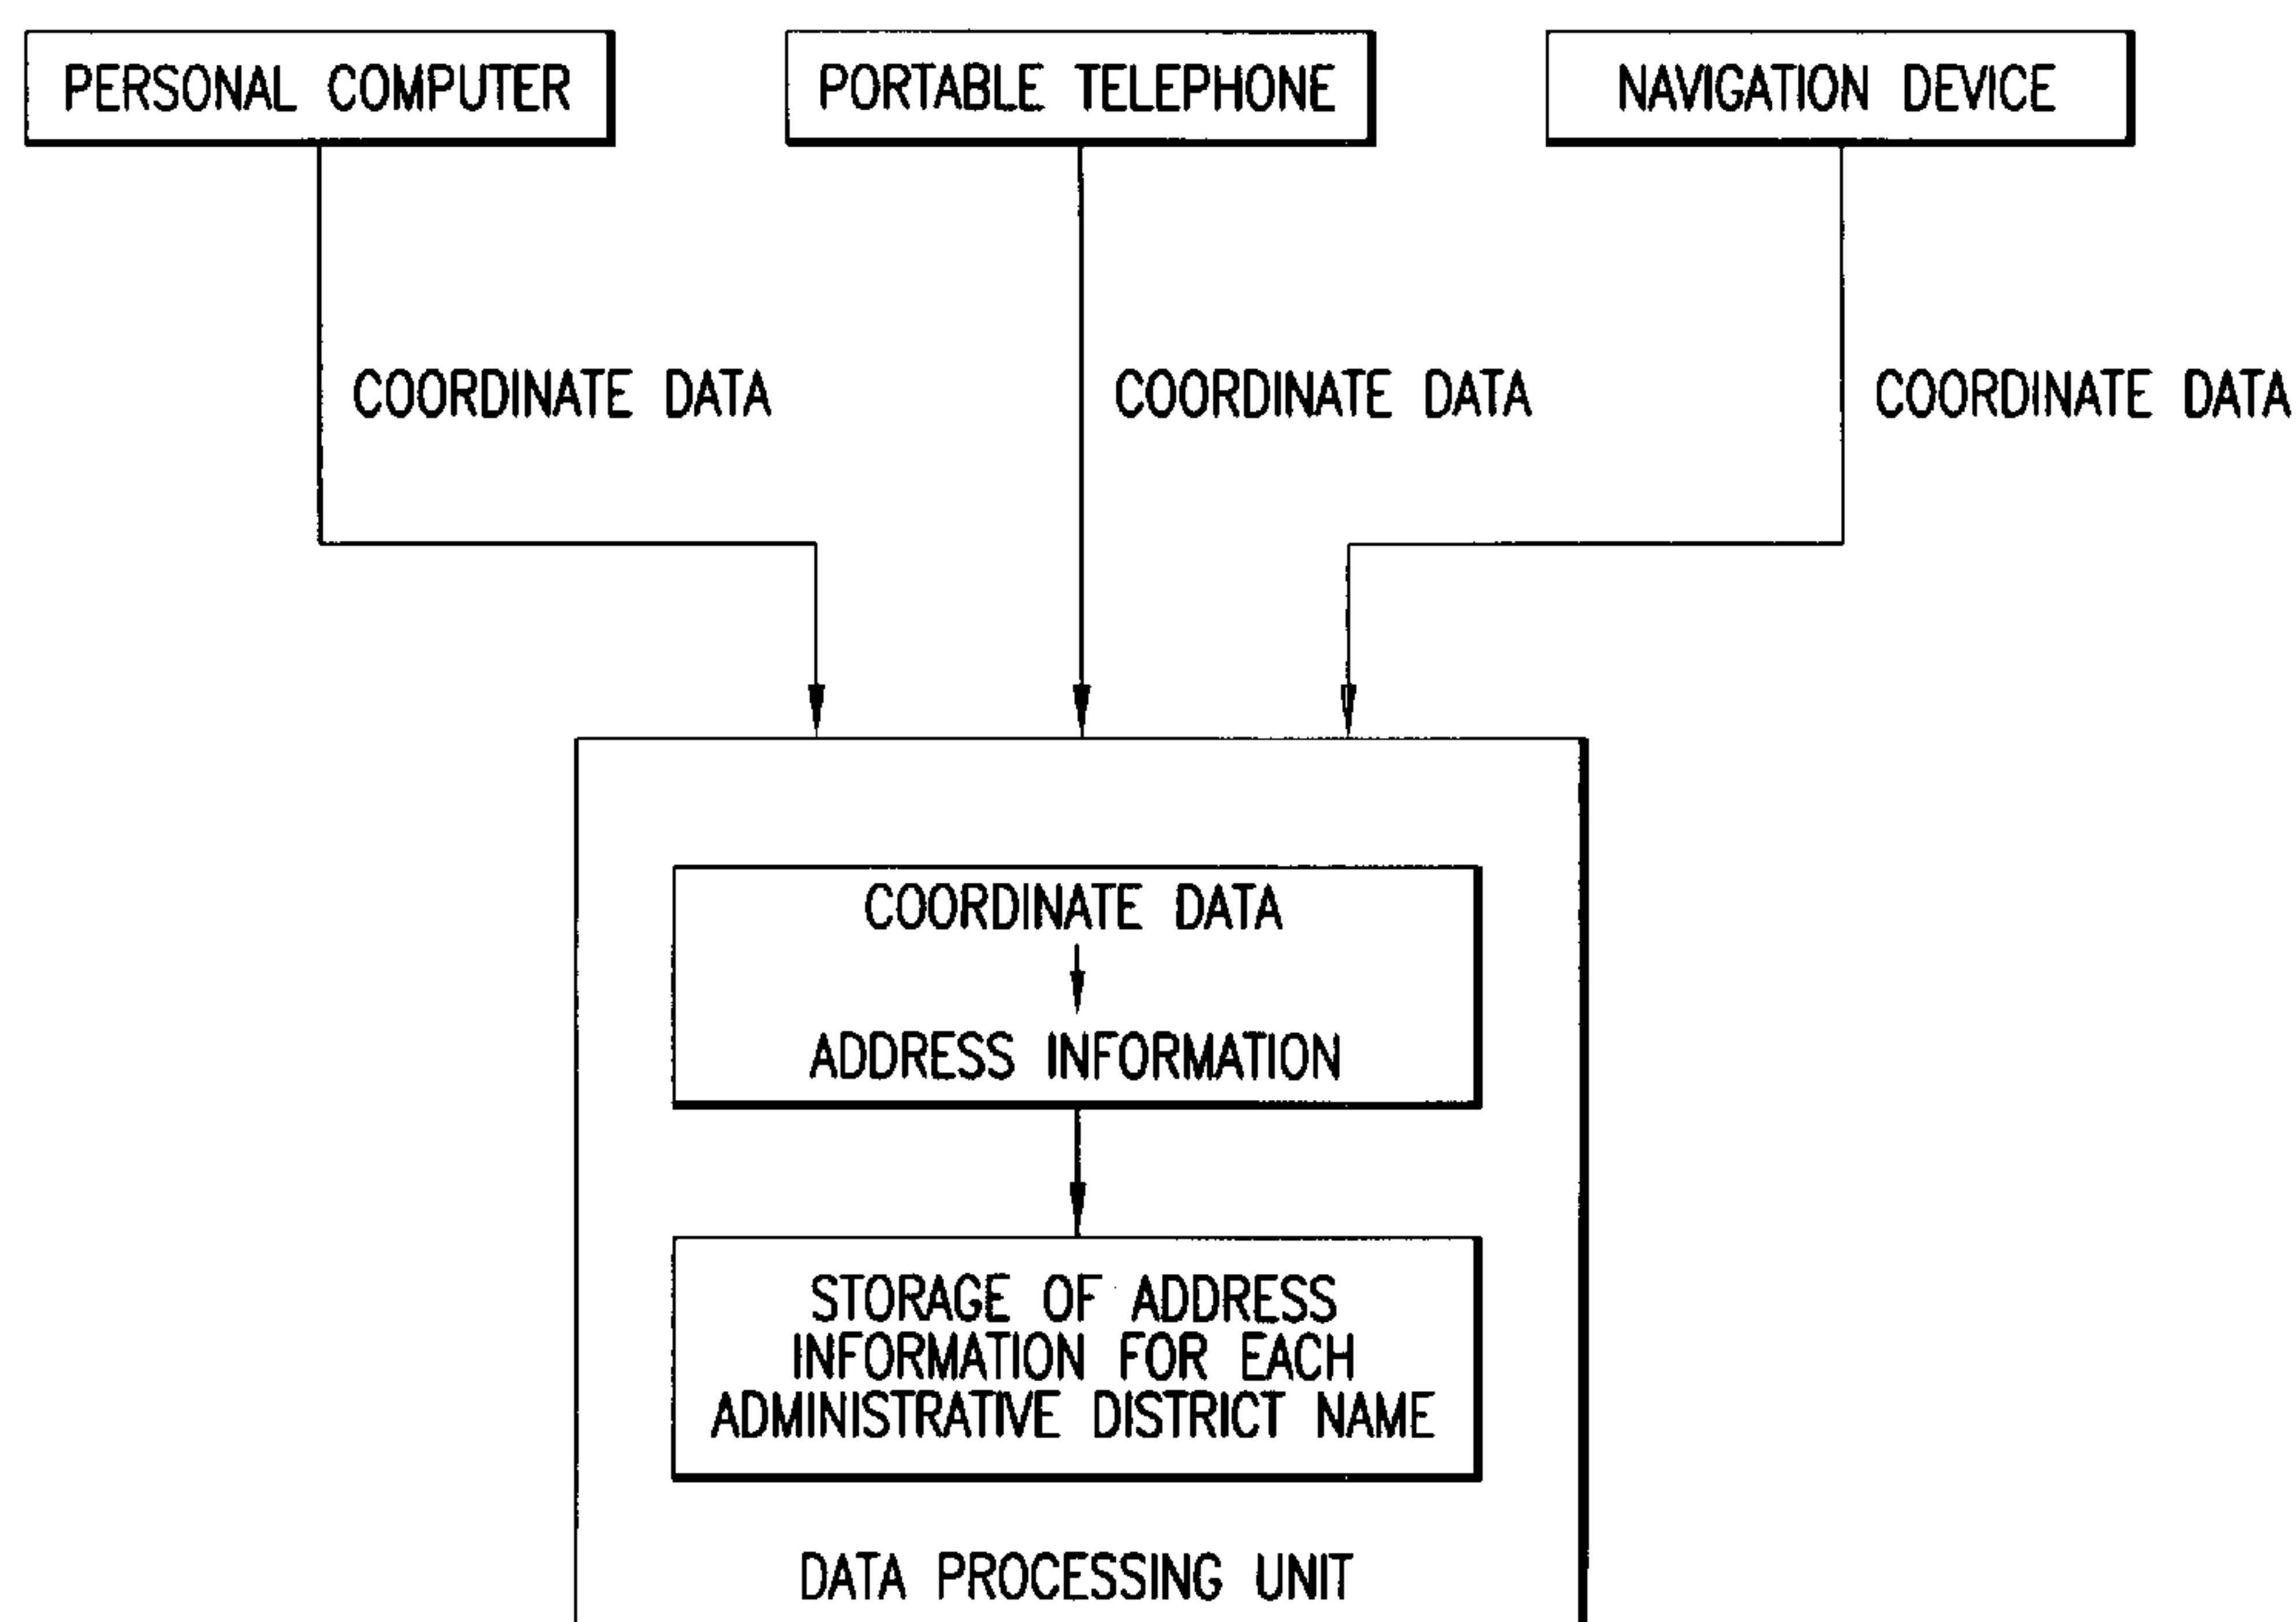 PERSONAL COMPUTER
PORTABLE TELEPHONE
NAVIGATION DEVICE
COORDINATE DATA
COORDINATE DATA
COORDINATE DATA
COORDINATE DATA
ADDRESS INFORMATION
STORAGE OF ADDRESS
INFORMATION FOR EACH
ADMINISTRATIVE DISTRICT NAME
DATA PROCESSING UNIT